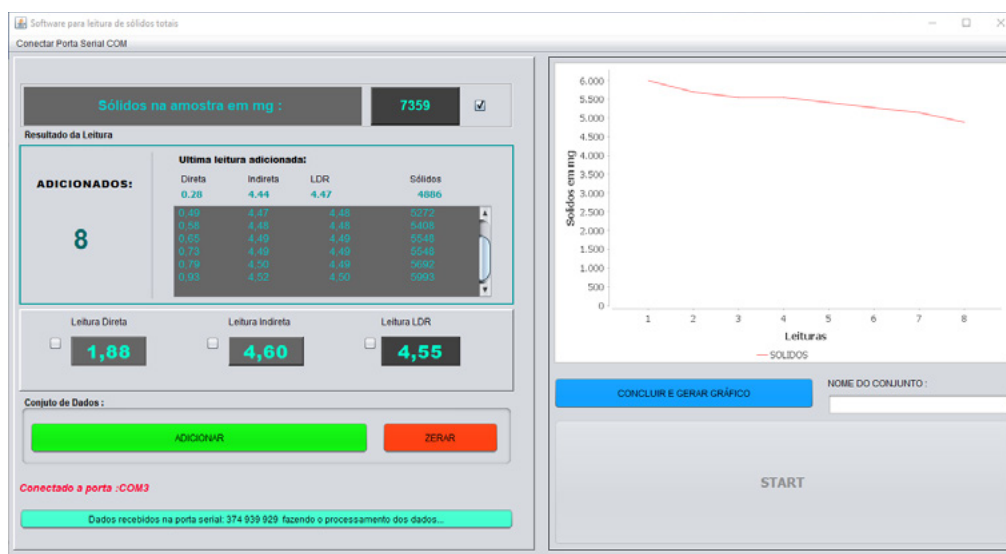 Software para leitura de sólidos totais
Conectar Porta Serial COM
Sólidos na amostra em mg : 7359
Resultado da Leitura
ADICIONADOS:
8
Ultima leitura adicionada:
Direta Indireta LDR Sólidos
0.28 4.44 4.47 4886
0,49 4,47 4,48 5272
0,58 4,48 4,48 5408
0,65 4,49 4,49 5548
0,73 4,49 4,49 5548
0,79 4,50 4,49 5692
0,93 4,52 4,50 5993
Leitura Direta Leitura Indireta Leitura LDR
1,88 4,60 4,55
Conjuto de Dados :
ADICIONAR ZERAR
Conectado a porta :COM3
Dados recebidos na porta serial: 374 939 929 fazendo o processamento dos dados...
Solidos em mg
6.000
5.500
5.000
4.500
4.000
3.500
3.000
2.500
2.000
1.500
1.000
500
0
1 2 3 4 5 6 7 8
Leituras
SOLIDOS
CONCLUIR E GERAR GRÁFICO
NOME DO CONJUNTO :
START